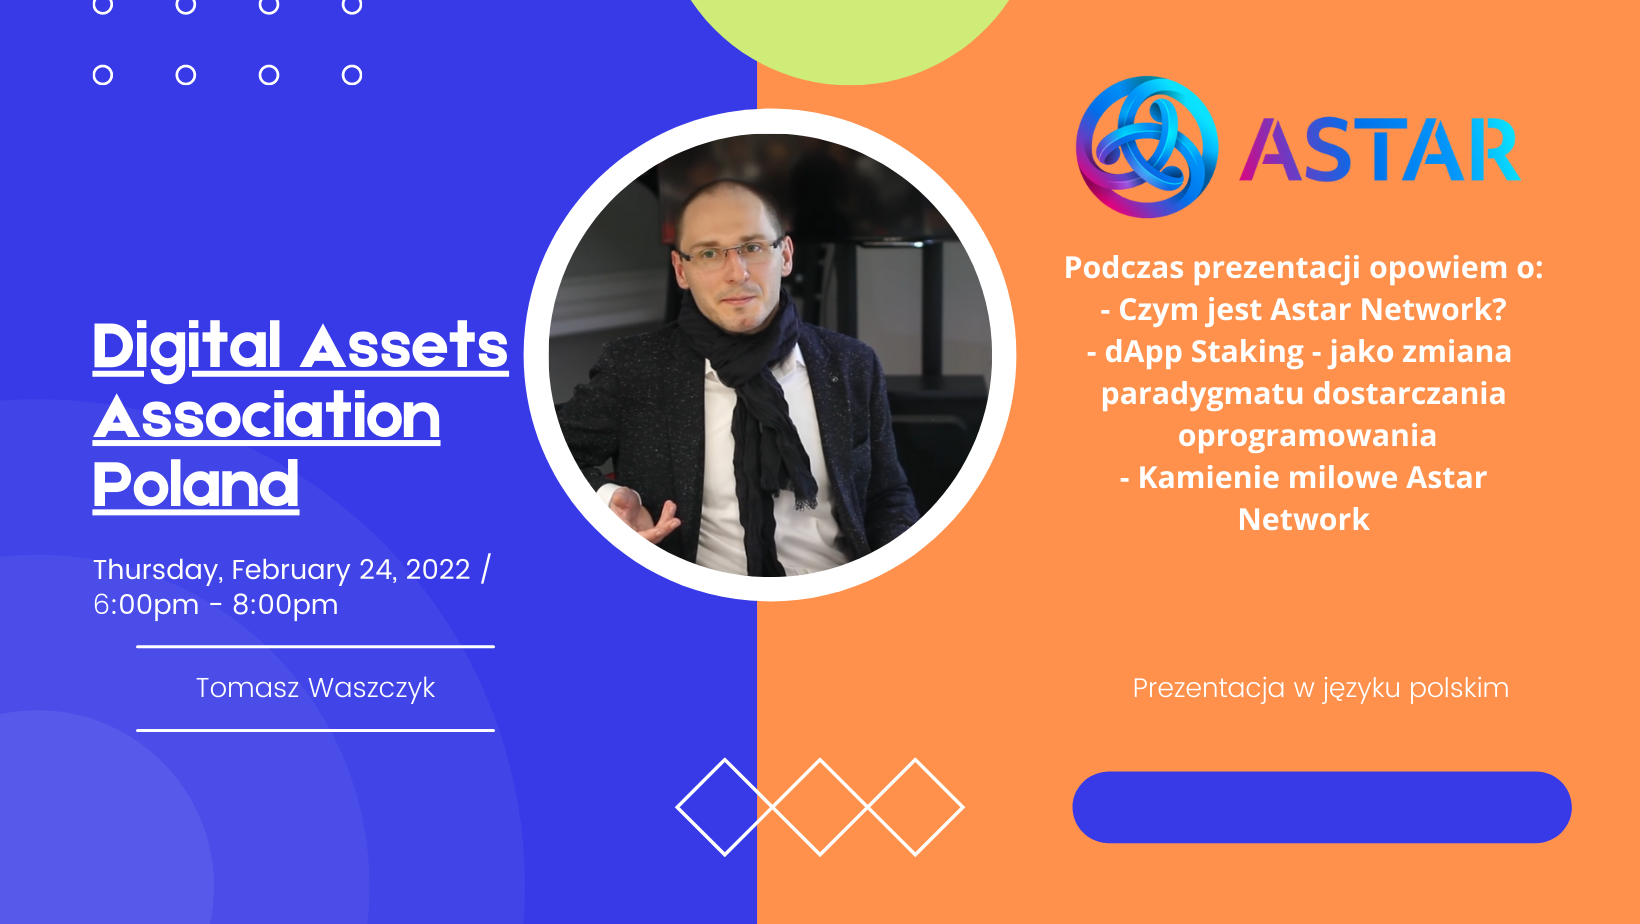 Digital Assets
Association
Poland
Thursday, February 24, 2022 /
6:00pm - 8:00pm
Tomasz Waszczyk
ASTAR
Podczas prezentacji opowiem o:
- Czym jest Astar Network?
- dApp Staking - jako zmiana
paradygmatu dostarczania
oprogramowania
- Kamienie milowe Astar
Network
Prezentacja w języku polskim